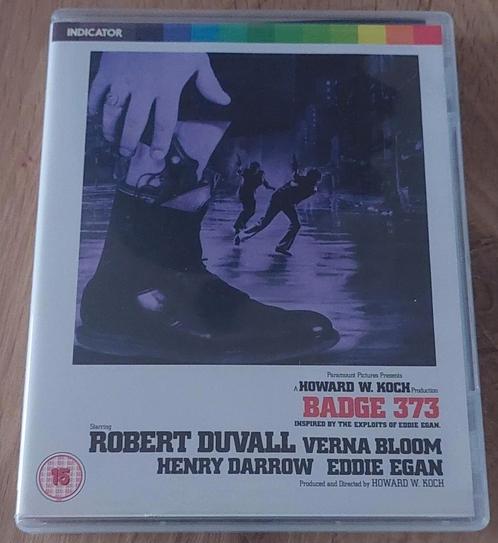 INDICATOR
Paramount Pictures Presents
A HOWARD W. KOCH Production
BADGE 373
INSPIRED BY THE EXPLOITS OF EDDIE EGAN.
Starring
ROBERT DUVALL VERNA BLOOM
HENRY DARROW EDDIE EGAN
Produced and Directed by HOWARD W. KOCH
15